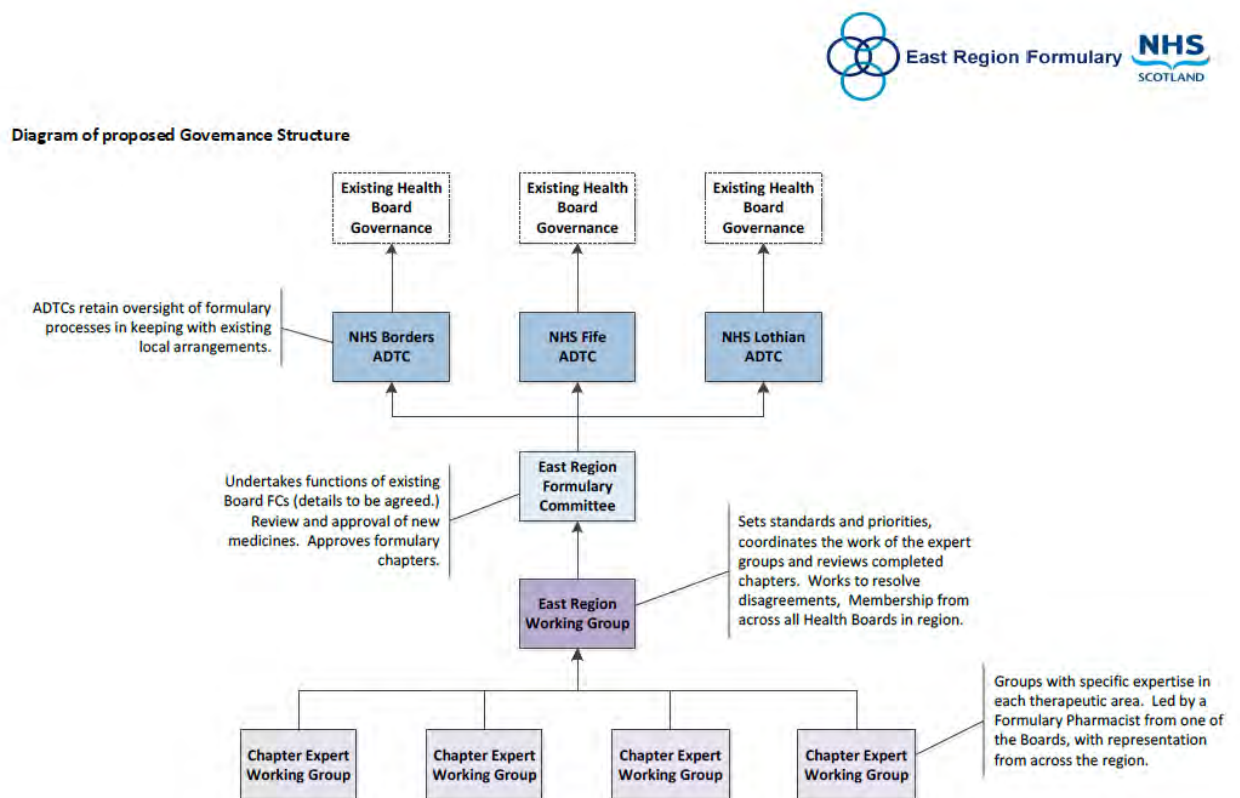 East Region Formulary
NHS
SCOTLAND
Diagram of proposed Governance Structure
Existing Health
Board
Governance
Existing Health
Board
Governance
Existing Health
Board
Governance
ADTCs retain oversight of formulary
processes in keeping with existing
local arrangements.
NHS Borders
ADTC
NHS Fife
ADTC
NHS Lothian
ADTC
Undertakes functions of existing
Board FCs (details to be agreed.)
Review and approval of new
medicines.  Approves formulary
chapters.
East Region
Formulary
Committee
Sets standards and priorities,
coordinates the work of the expert
groups and reviews completed
chapters.  Works to resolve
disagreements,  Membership from
across all Health Boards in region.
East Region
Working Group
Groups with specific expertise in
each therapeutic area.  Led by a
Formulary Pharmacist from one of
the Boards, with representation
from across the region.
Chapter Expert
Working Group
Chapter Expert
Working Group
Chapter Expert
Working Group
Chapter Expert
Working Group